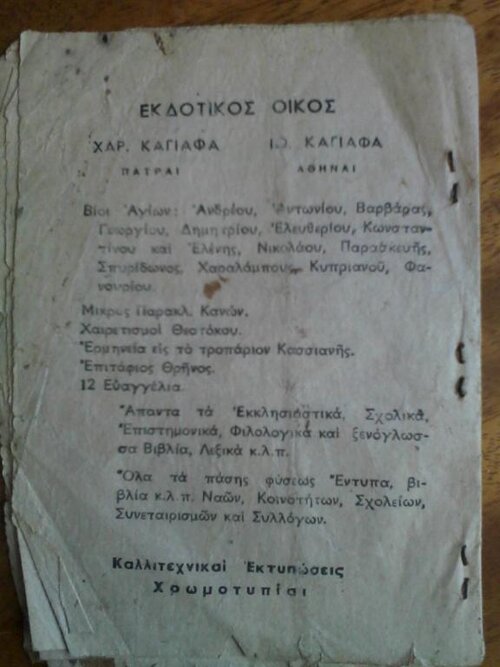 ΕΚΔΟΤΙΚΟΣ ΟΙΚΟΣ
ΧΑΡ. ΚΑΓΙΑΦΑ ΙΩ. ΚΑΓΙΑΦΑ
ΠΑΤΡΑΙ ΑΘΗΝΑΙ
Βίοι Ἁγίων: Ἀνδρέου, Ἀντωνίου, Βαρβάρας,
Γεωργίου, Δημητρίου, Ἐλευθερίου, Κωνσταν-
τίνου καὶ Ἑλένης, Νικολάου, Παρασκευῆς,
Σπυρίδωνος, Χαραλάμπους, Κυπριανοῦ, Φα-
νουρίου.
Μικρὸς Παρακλ. Κανών.
Χαιρετισμοὶ Θεοτόκου.
Ἑρμηνεία εἰς τὸ τροπάριον Κασσιανῆς.
Ἐπιτάφιος Θρῆνος.
12 Εὐαγγέλια
Ἅπαντα τὰ Ἐκκλησιαστικά, Σχολικά,
Ἐπιστημονικά, Φιλολογικὰ καὶ ξενόγλωσ-
σα Βιβλία, Λεξικὰ κ.λ.π.
Ὅλα τὰ πάσης φύσεως Ἔντυπα, βι-
βλία κ.λ.π. Ναῶν, Κοινοτήτων, Σχολείων,
Συνεταιρισμῶν καὶ Συλλόγων.
Καλλιτεχνικαὶ Ἐκτυπώσεις
Χρωμοτυπίαι